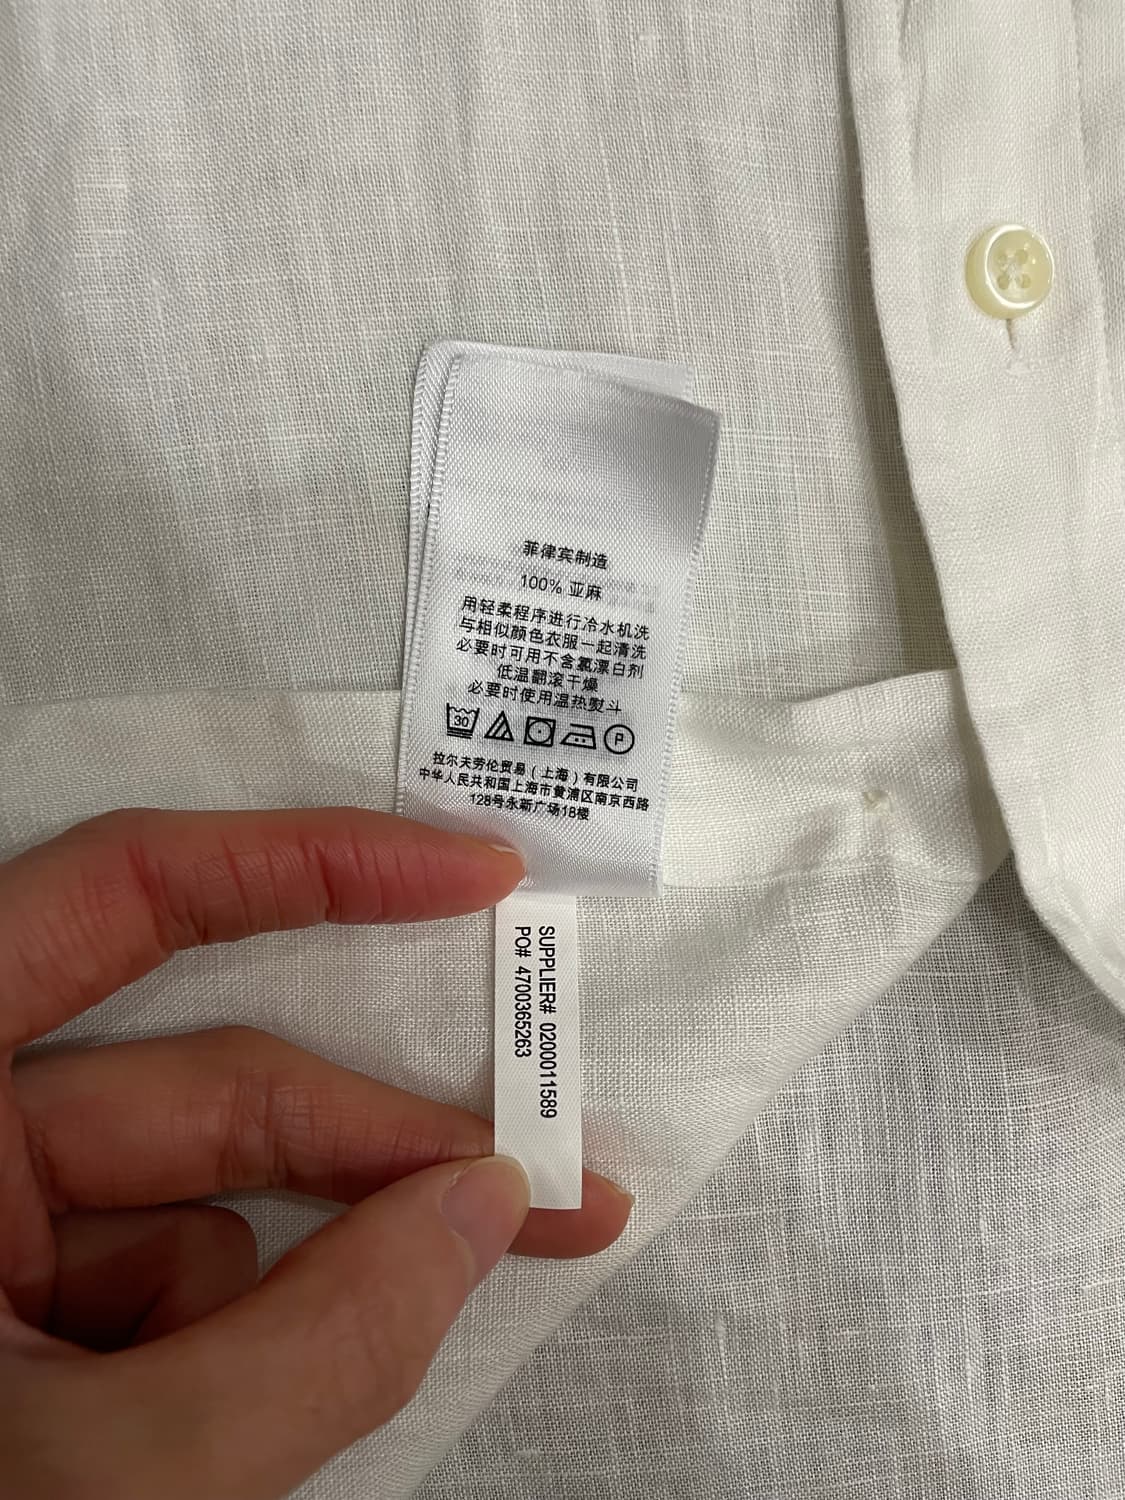 菲律宾制造
100% 亚麻
用轻柔程序进行冷水机洗
与相似颜色衣服一起清洗
必要时可用不含氯漂白剂
低温翻滚干燥
必要时使用温热熨斗
30
P
拉尔夫劳伦贸易（上海）有限公司
中华人民共和国上海市黄浦区南京西路
128号永新广场18楼
SUPPLIER# 0200011589
PO# 4700365263